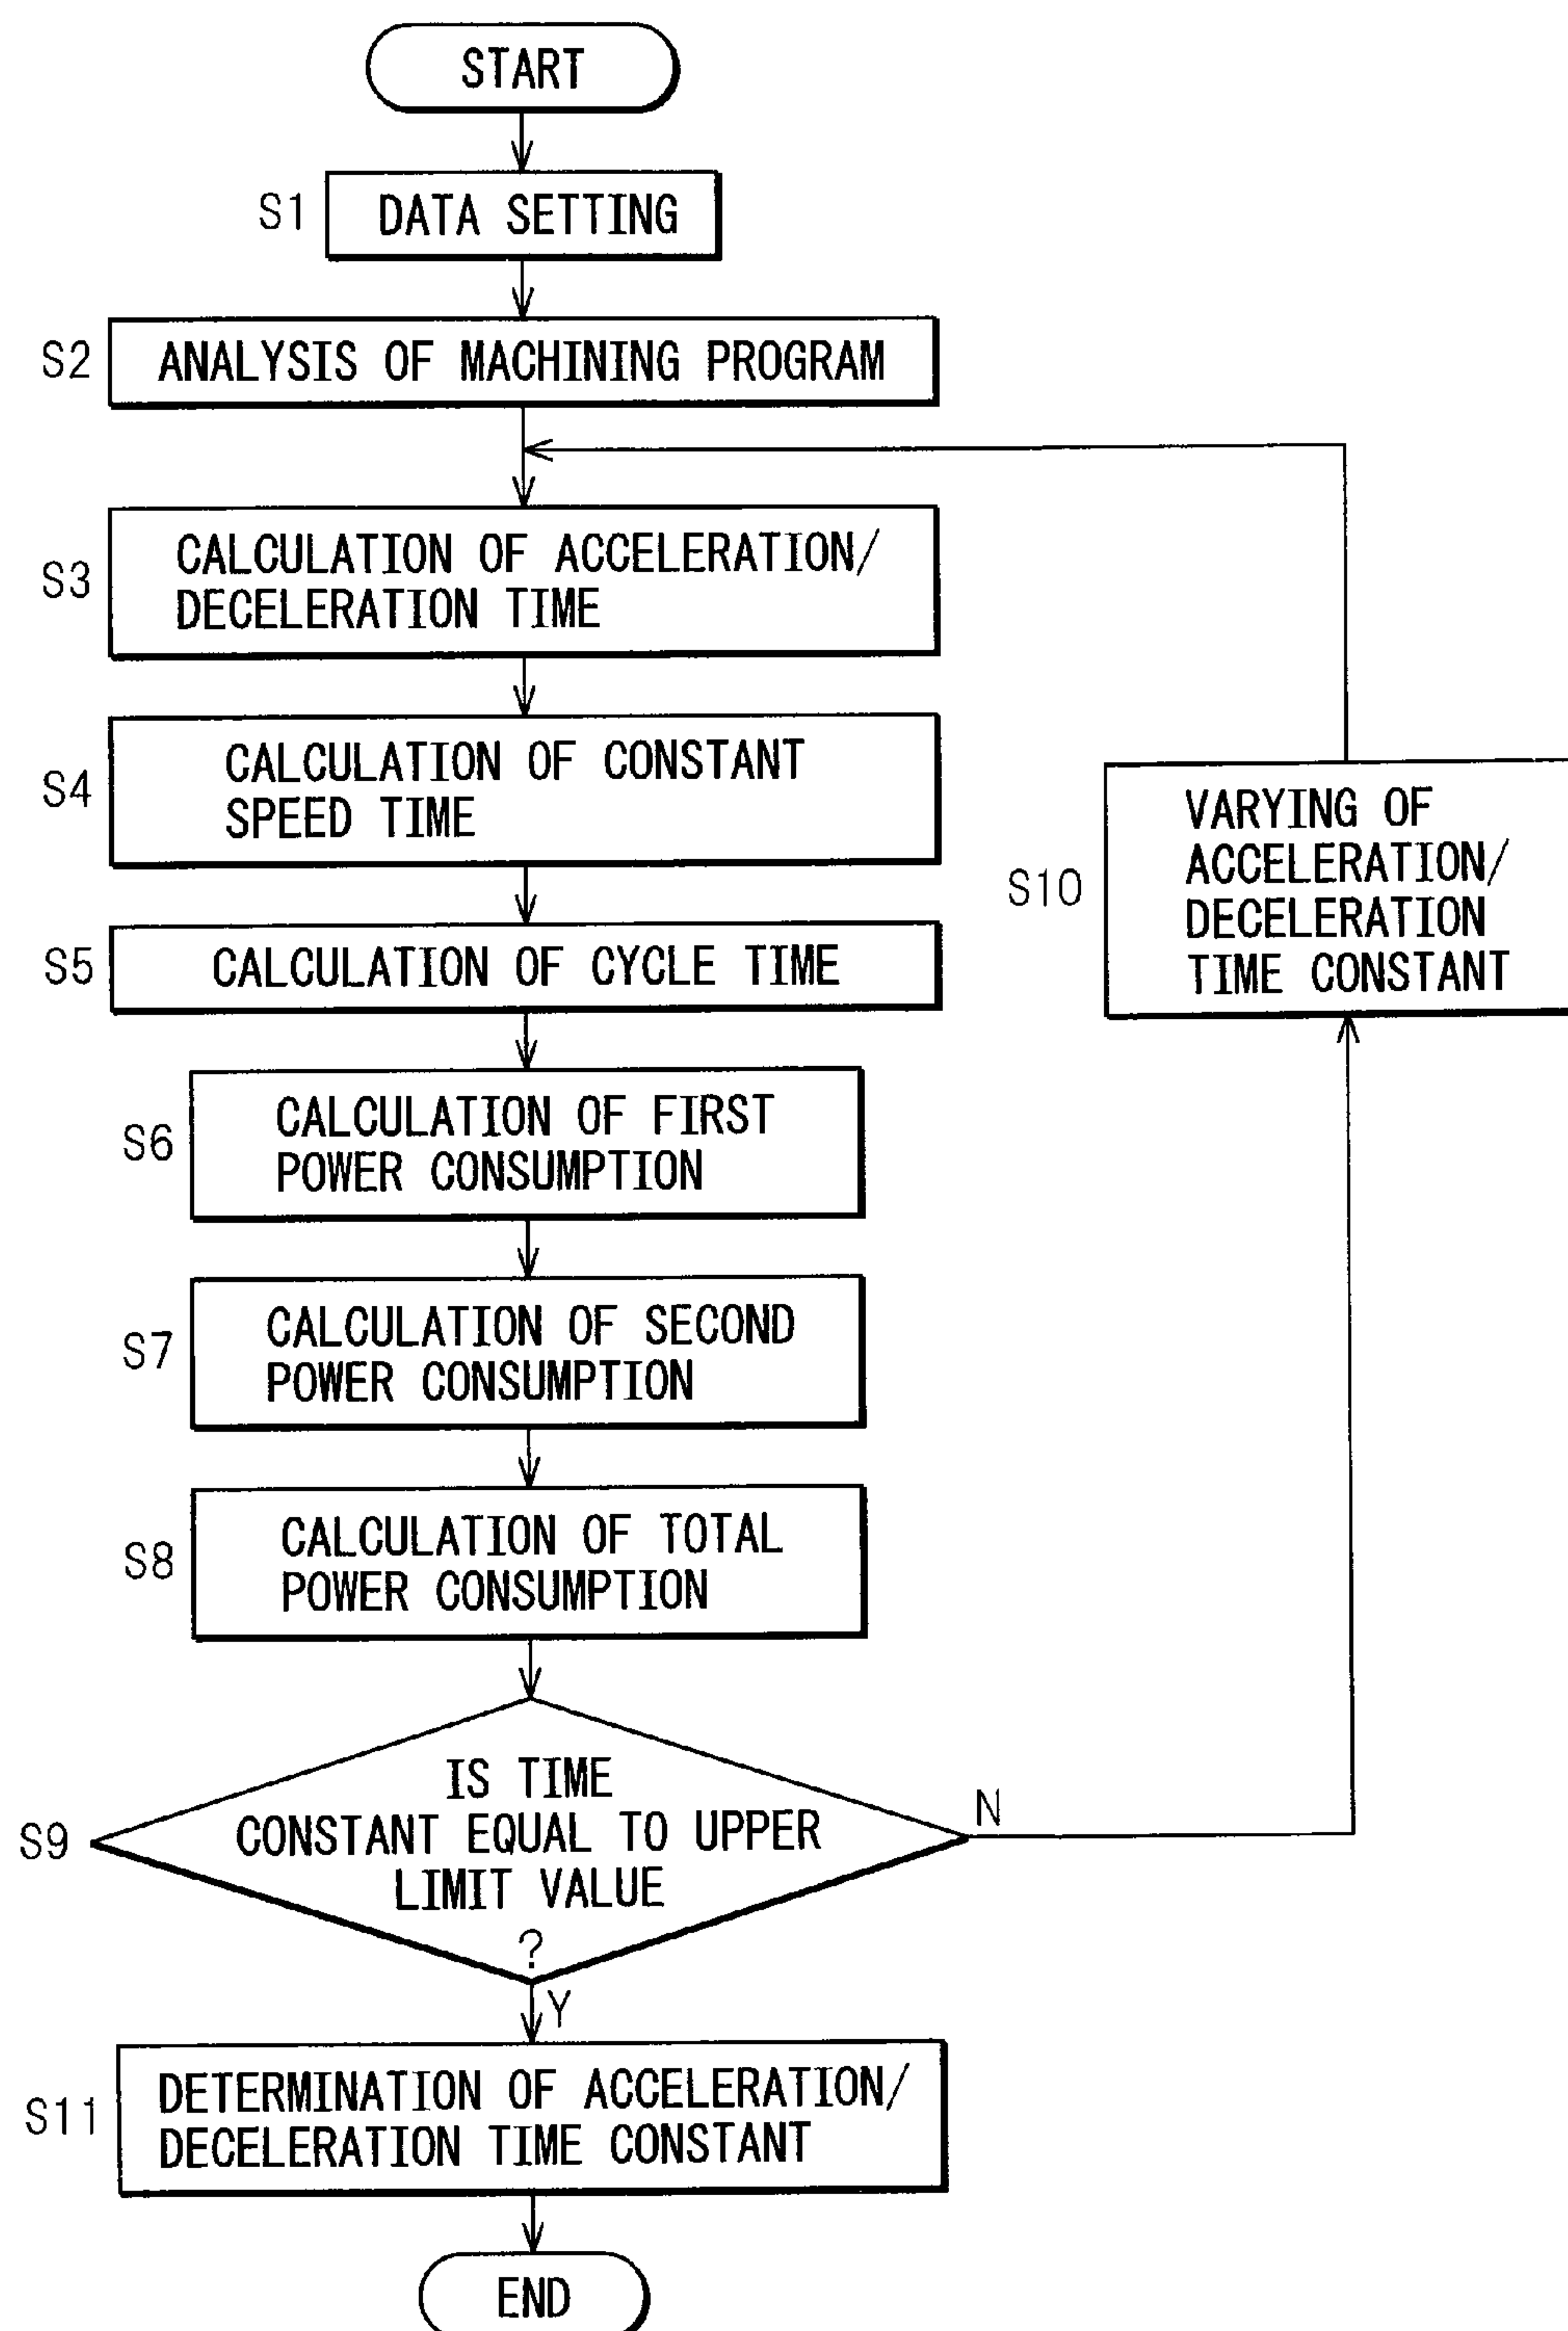 START
S1
DATA SETTING
S2
ANALYSIS OF MACHINING PROGRAM
S3
CALCULATION OF ACCELERATION/
DECELERATION TIME
S4
CALCULATION OF CONSTANT
SPEED TIME
S10
VARYING OF
ACCELERATION/
DECELERATION
TIME CONSTANT
S5
CALCULATION OF CYCLE TIME
S6
CALCULATION OF FIRST
POWER CONSUMPTION
S7
CALCULATION OF SECOND
POWER CONSUMPTION
S8
CALCULATION OF TOTAL
POWER CONSUMPTION
S9
IS TIME
CONSTANT EQUAL TO UPPER
LIMIT VALUE
?
N
Y
S11
DETERMINATION OF ACCELERATION/
DECELERATION TIME CONSTANT
END